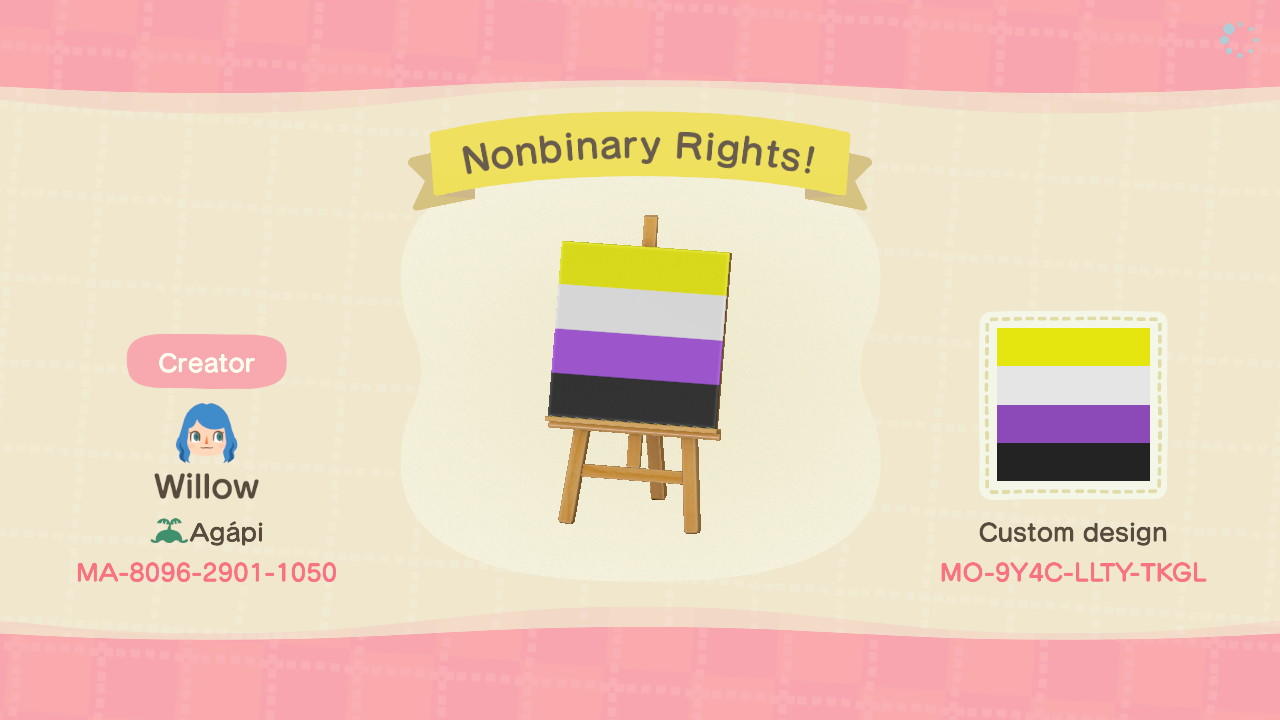 Nonbinary Rights!
Creator
Willow
Agápi
MA-8096-2901-1050
Custom design
MO-9Y4C-LLTY-TKGL